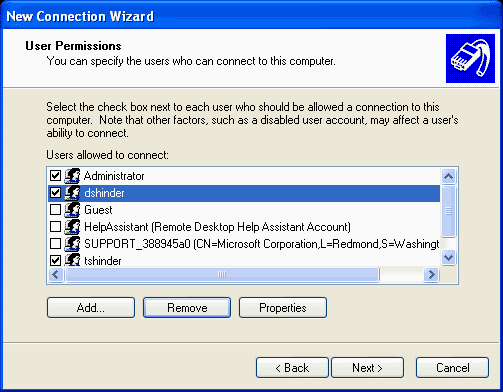 New Connection Wizard
User Permissions
You can specify the users who can connect to this computer.
Select the check box next to each user who should be allowed a connection to this
computer. Note that other factors, such as a disabled user account, may affect a user's
ability to connect.
Users allowed to connect:
Administrator
dshinder
Guest
HelpAssistant (Remote Desktop Help Assistant Account)
SUPPORT_388945a0 (CN=Microsoft Corporation,L=Redmond,S=Washingt
tshinder
Add...
Remove
Properties
< Back
Next >
Cancel